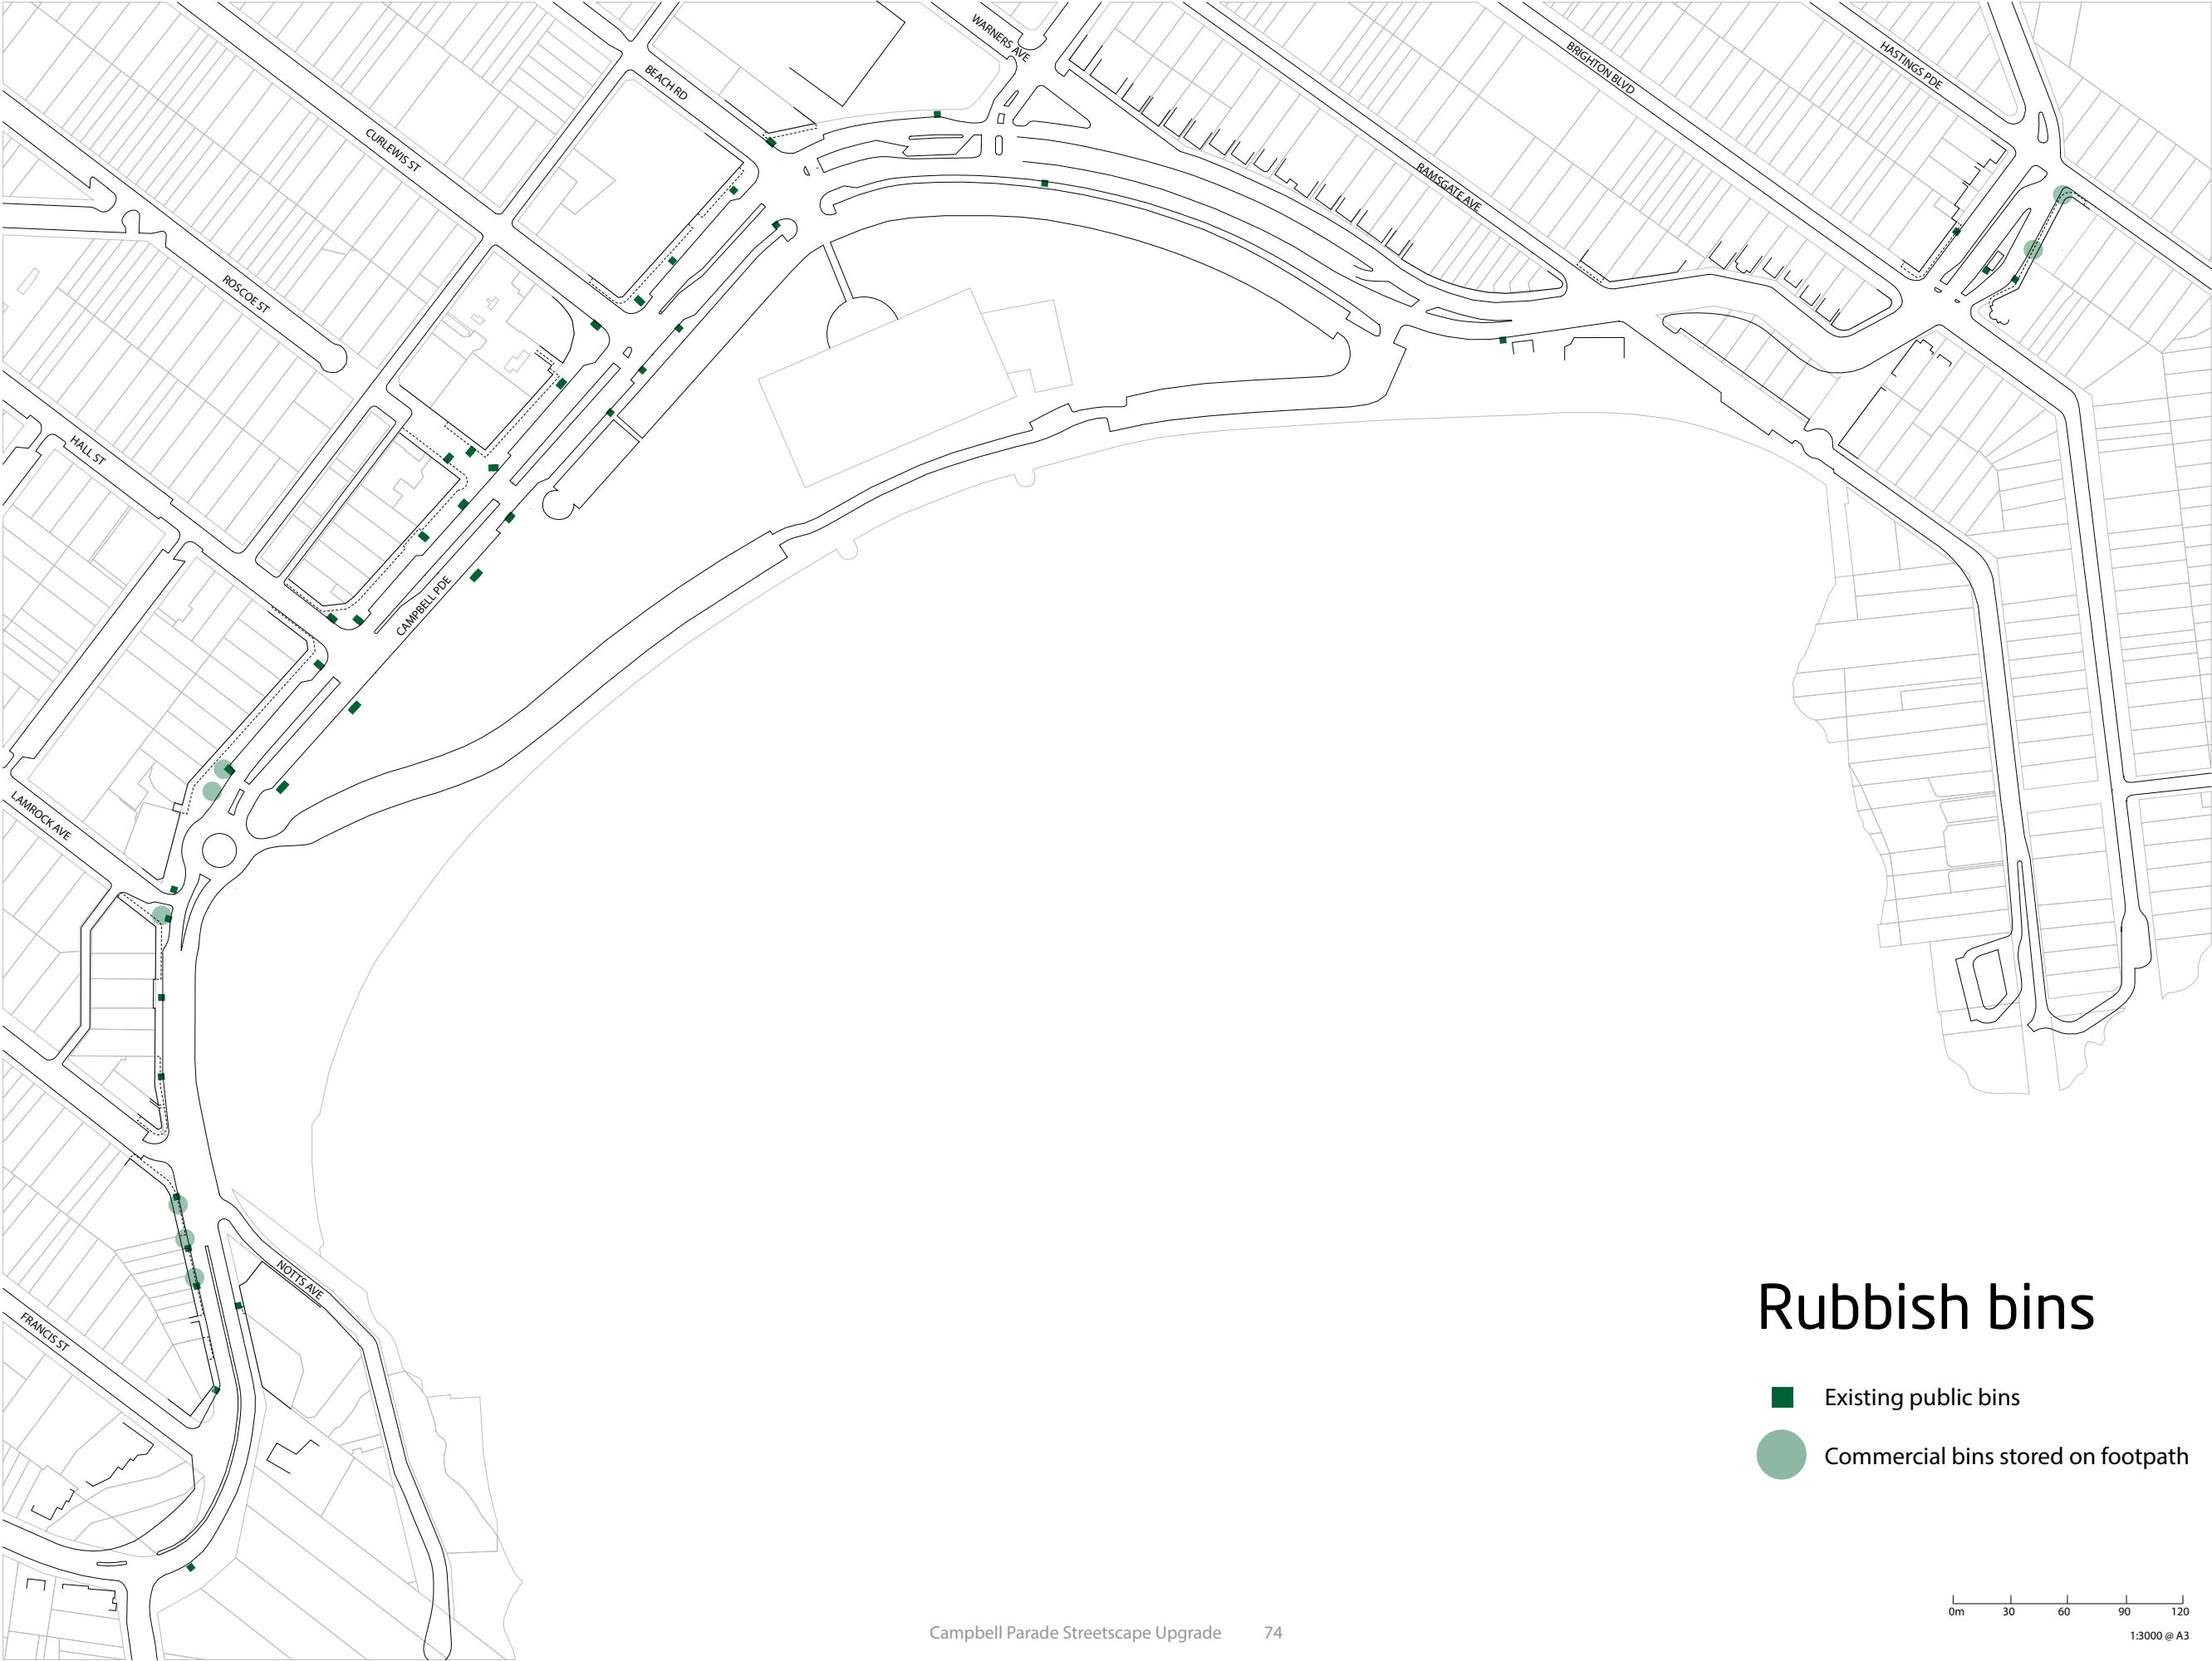 WARNERS AVE
BEACH RD
BRIGHTON BLVD
HASTINGS PDE
CURLEWIS ST
RAMSGATE AVE
ROSCOE ST
HALL ST
CAMPBELL PDE
LAMROCK AVE
NOTTS AVE
FRANCIS ST
Rubbish bins
Existing public bins
Commercial bins stored on footpath
0m 30 60 90 120
1:3000 @ A3
Campbell Parade Streetscape Upgrade 74